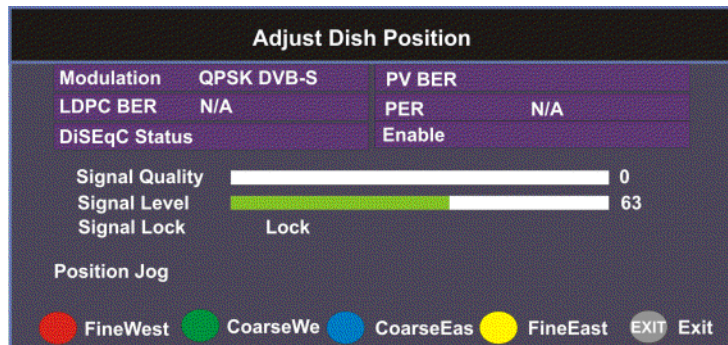 Adjust Dish Position
Modulation QPSK DVB-S PV BER
LDPC BER N/A PER N/A
DiSEqC Status Enable
Signal Quality 0
Signal Level 63
Signal Lock Lock
Position Jog
FineWest CoarseWe CoarseEas FineEast EXIT Exit